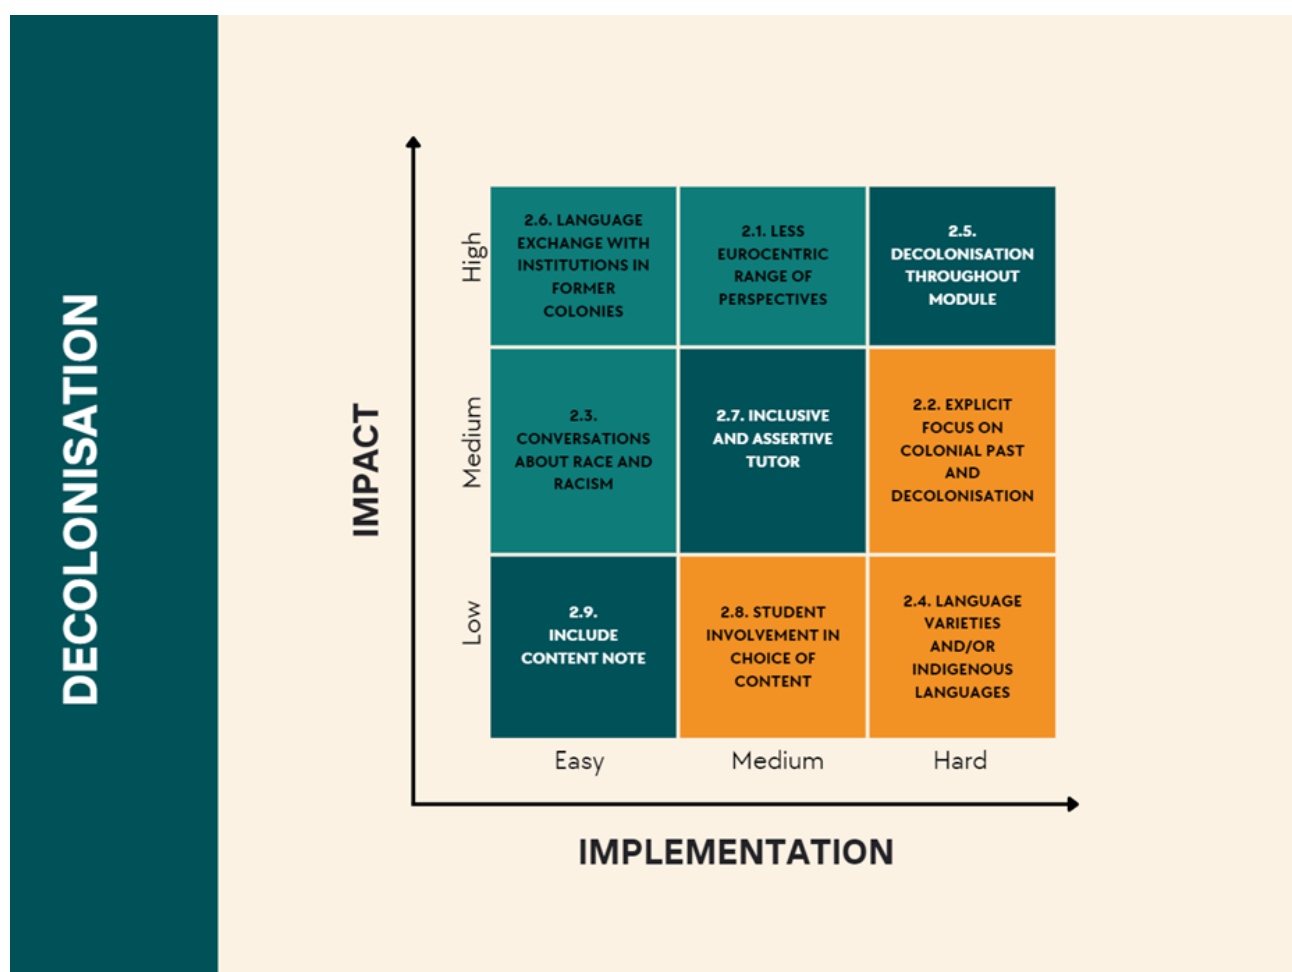 DECOLONISATION
IMPACT
High
2.6. LANGUAGE
EXCHANGE WITH
INSTITUTIONS IN
FORMER
COLONIES
2.1. LESS
EUROCENTRIC
RANGE OF
PERSPECTIVES
2.5.
DECOLONISATION
THROUGHOUT
MODULE
Medium
2.3.
CONVERSATIONS
ABOUT RACE AND
RACISM
2.7. INCLUSIVE
AND ASSERTIVE
TUTOR
2.2. EXPLICIT
FOCUS ON
COLONIAL PAST
AND
DECOLONISATION
Low
2.9.
INCLUDE
CONTENT NOTE
2.8. STUDENT
INVOLVEMENT IN
CHOICE OF
CONTENT
2.4. LANGUAGE
VARIETIES
AND/OR
INDIGENOUS
LANGUAGES
Easy
Medium
Hard
IMPLEMENTATION